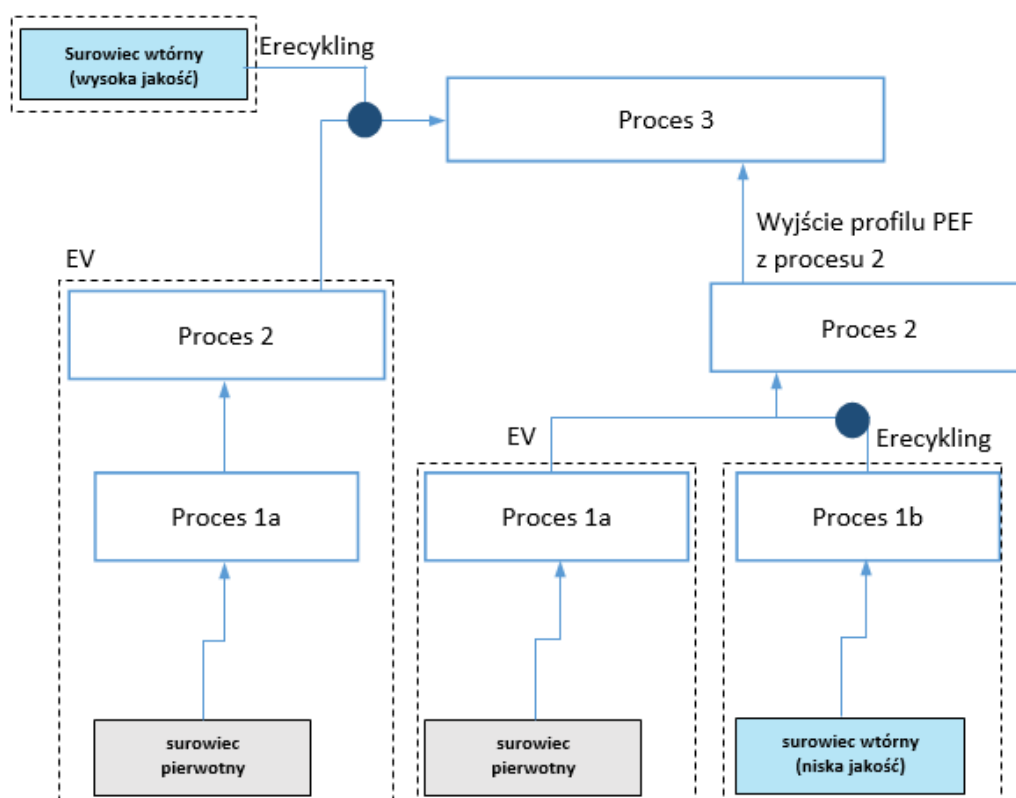 Surowiec wtórny
(wysoka jakość)
Erecykling
Proces 3
Wyjście profilu PEF
z procesu 2
EV
Proces 2
Proces 2
EV
Erecykling
Proces 1a
Proces 1a
Proces 1b
surowiec
pierwotny
surowiec
pierwotny
surowiec wtórny
(niska jakość)